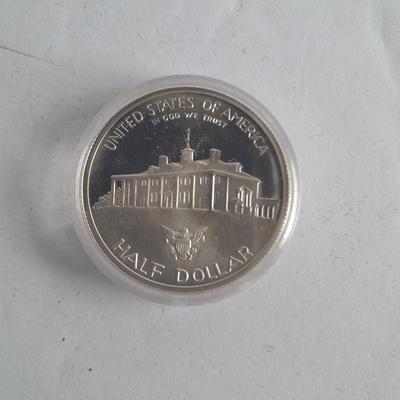 UNITED STATES OF AMERICA
IN GOD WE TRUST
HALF DOLLAR